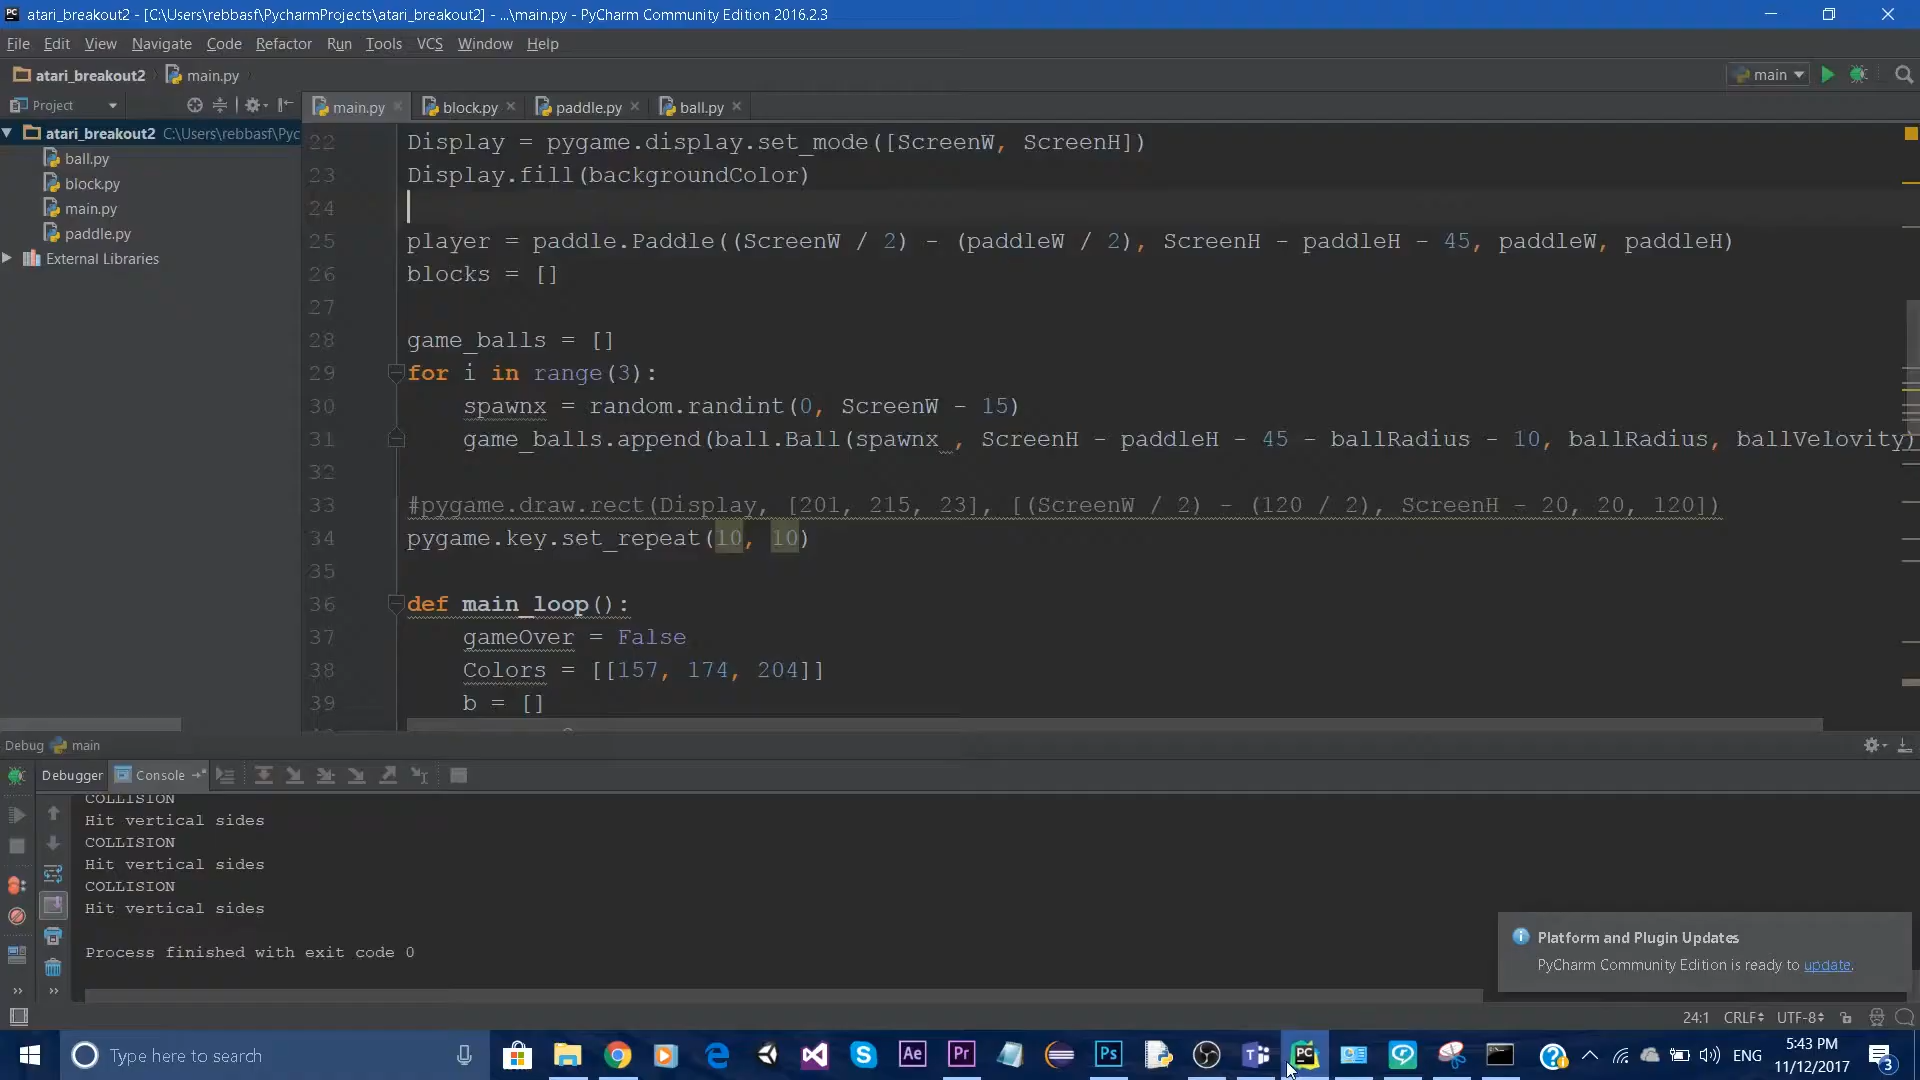 atari_breakout2 - [C:\Users\rebbasf\PycharmProjects\atari_breakout2] - ...\main.py - PyCharm Community Edition 2016.2.3
File Edit View Navigate Code Refactor Run Tools VCS Window Help
atari_breakout2 main.py main
Project main.py block.py paddle.py ball.py
atari_breakout2 C:\Users\rebbasf\Pyc
ball.py
block.py
main.py
paddle.py
External Libraries
22 Display = pygame.display.set_mode([ScreenW, ScreenH])
23 Display.fill(backgroundColor)
24
25 player = paddle.Paddle((ScreenW / 2) - (paddleW / 2), ScreenH - paddleH - 45, paddleW, paddleH)
26 blocks = []
27
28 game_balls = []
29 for i in range(3):
30 spawnx = random.randint(0, ScreenW - 15)
31 game_balls.append(ball.Ball(spawnx , ScreenH - paddleH - 45 - ballRadius - 10, ballRadius, ballVelovity)
32
33 #pygame.draw.rect(Display, [201, 215, 23], [(ScreenW / 2) - (120 / 2), ScreenH - 20, 20, 120])
34 pygame.key.set_repeat(10, 10)
35
36 def main_loop():
37 gameOver = False
38 Colors = [[157, 174, 204]]
39 b = []
Debug main
Debugger Console
COLLISION
Hit vertical sides
COLLISION
Hit vertical sides
COLLISION
Hit vertical sides
Process finished with exit code 0
Platform and Plugin Updates
PyCharm Community Edition is ready to update.
24:1 CRLF UTF-8
Type here to search
Ae Pr Ps PC
ENG
5:43 PM
11/12/2017
3